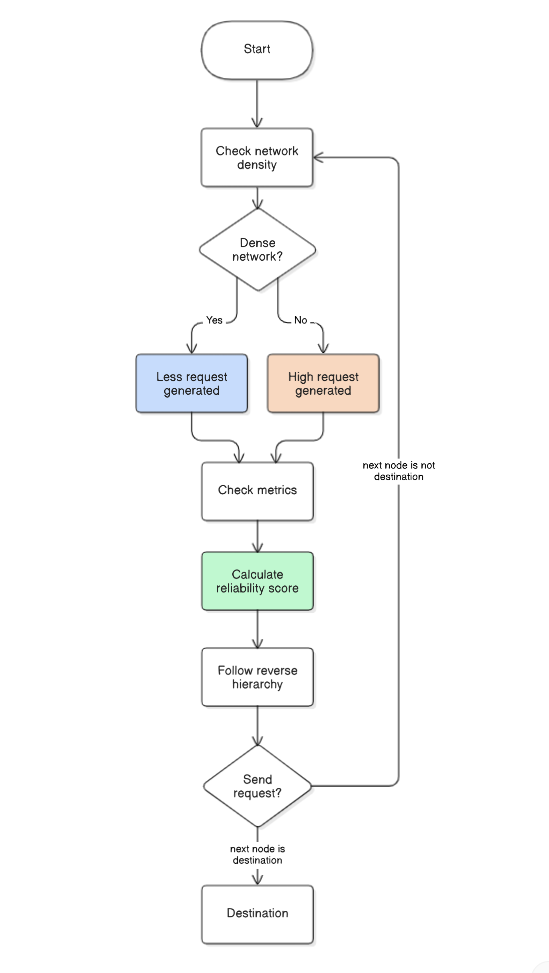 Start
Check network
density
Dense
network?
Yes
No
Less request
generated
High request
generated
Check metrics
next node is not
destination
Calculate
reliability score
Follow reverse
hierarchy
Send
request?
next node is
destination
Destination